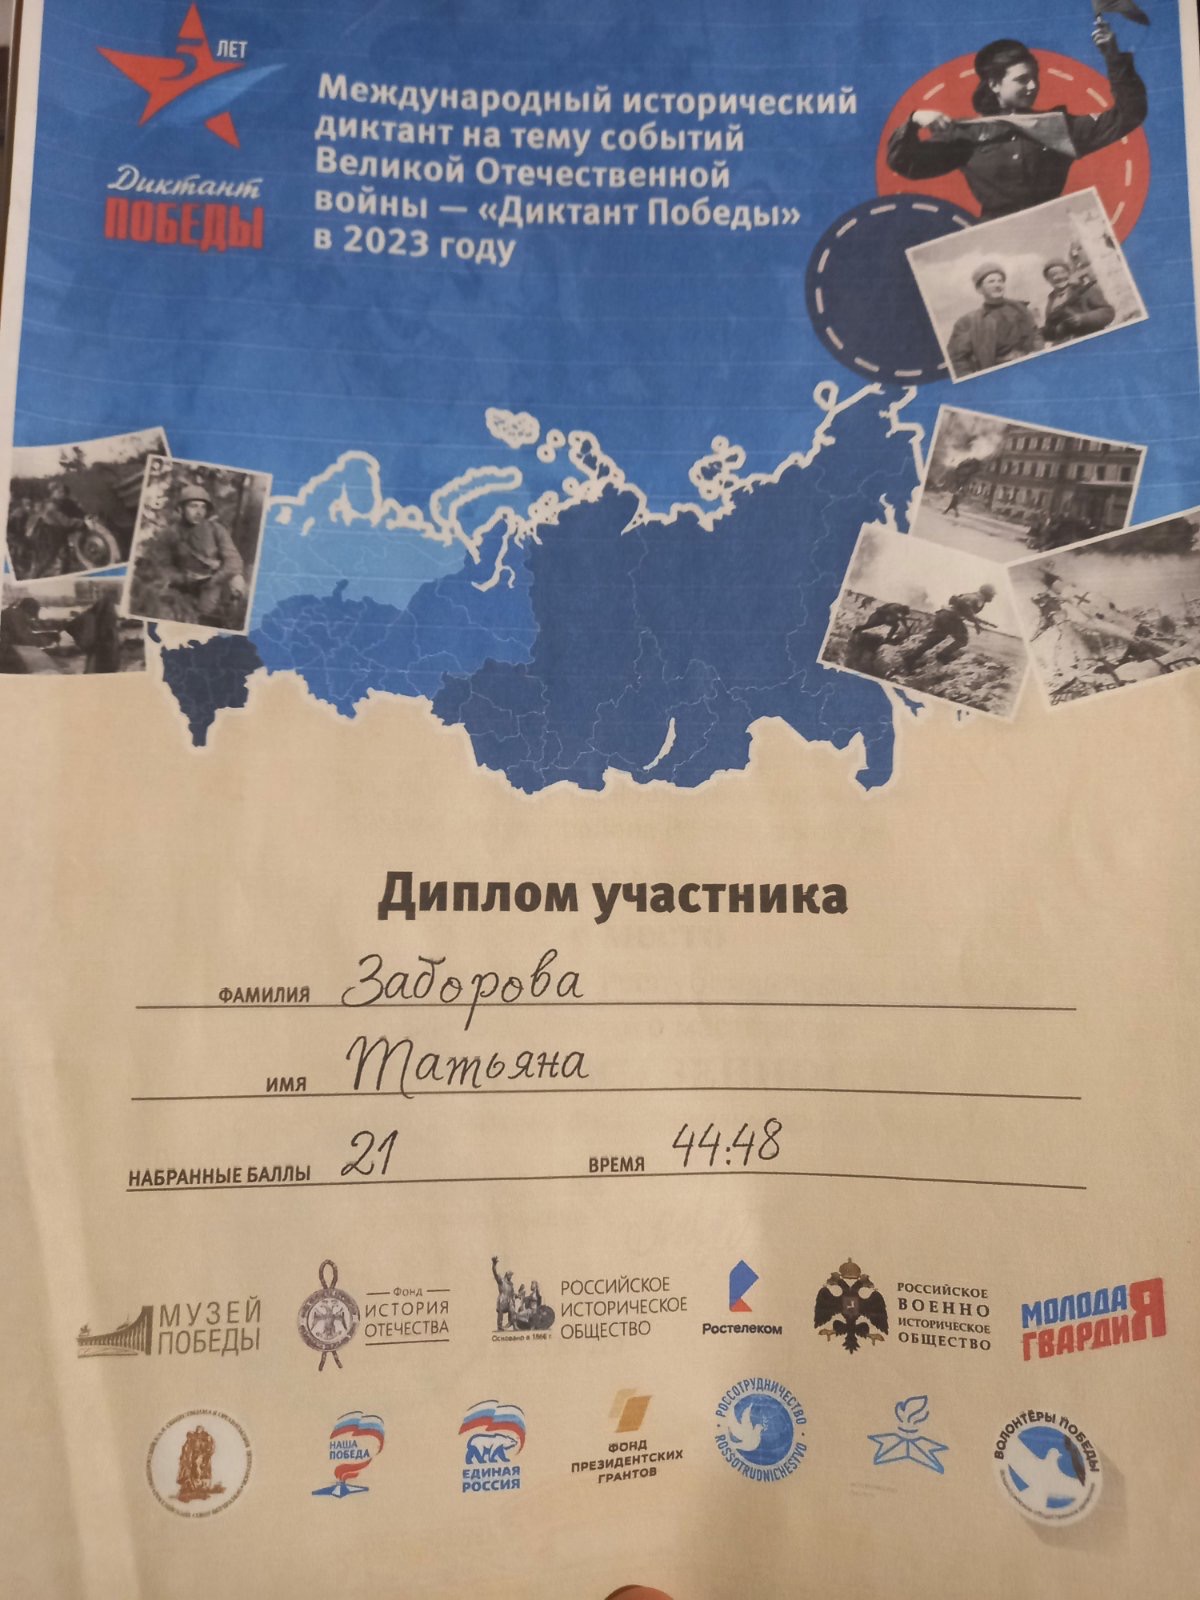 5 ЛЕТ
Диктант
ПОБЕДЫ
Международный исторический
диктант на тему событий
Великой Отечественной
войны — «Диктант Победы»
в 2023 году
Диплом участника
ФАМИЛИЯ Заборова
ИМЯ Татьяна
НАБРАННЫЕ БАЛЛЫ 21 ВРЕМЯ 44:48
МУЗЕЙ
ПОБЕДЫ
Фонд
ИСТОРИЯ
ОТЕЧЕСТВА
Основано в 1866 г.
РОССИЙСКОЕ
ИСТОРИЧЕСКОЕ
ОБЩЕСТВО
Ростелеком
РОССИЙСКОЕ
ВОЕННО
ИСТОРИЧЕСКОЕ
ОБЩЕСТВО
МОЛОДАЯ
ГВАРДИЯ
НАША
ПОБЕДА
ЕДИНАЯ
РОССИЯ
ФОНД
ПРЕЗИДЕНТСКИХ
ГРАНТОВ
РОССОТРУДНИЧЕСТВО
ROSSOTRUDNICHESTVO
ВОЛОНТЁРЫ ПОБЕДЫ